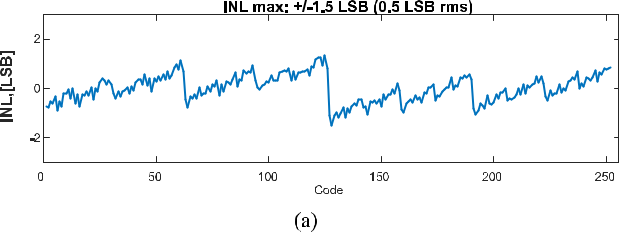 INL max: +/-1.5 LSB (0.5 LSB rms)
INL,[LSB]
2
0
-2
0 50 100 150 200 250
Code
(a)